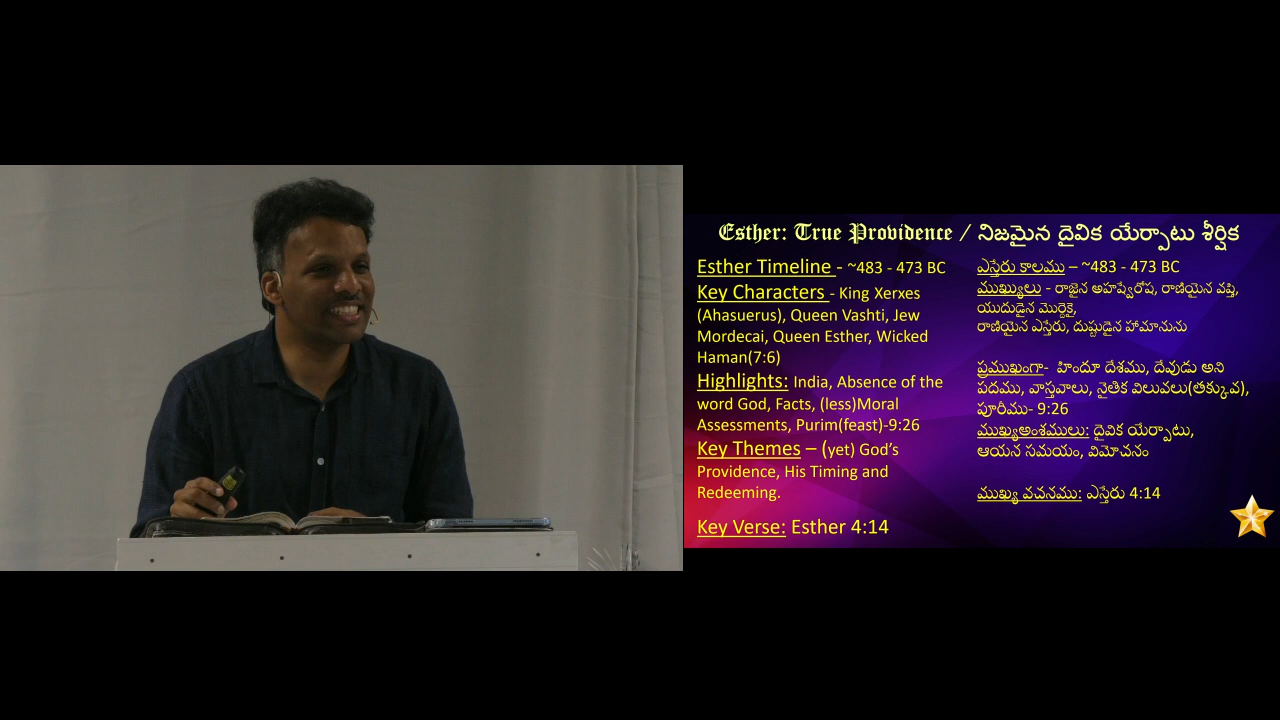 Esther: True Providence / నిజమైన దైవిక యేర్పాటు శీర్షిక
Esther Timeline - ~483 - 473 BC
Key Characters - King Xerxes
(Ahasuerus), Queen Vashti, Jew
Mordecai, Queen Esther, Wicked
Haman(7:6)
Highlights: India, Absence of the
word God, Facts, (less)Moral
Assessments, Purim(feast)-9:26
Key Themes – (yet) God's
Providence, His Timing and
Redeeming.
Key Verse: Esther 4:14
ఎస్తేరు కాలము – ~483 - 473 BC
ముఖ్యులు - రాజైన అహష్వేరోష, రాణియైన వష్తి,
యుదుడైన మొర్దెకై,
రాణియైన ఎస్తేరు, దుష్టుడైన హామానును
ప్రముఖంగా- హిందూ దేశము, దేవుడు అని
పదము, వాస్తవాలు, నైతిక విలువలు(తక్కువ),
పూరీము- 9:26
ముఖ్యఅంశములు: దైవిక యేర్పాటు,
ఆయన సమయం, విమోచనం
ముఖ్య వచనము: ఎస్తేరు 4:14